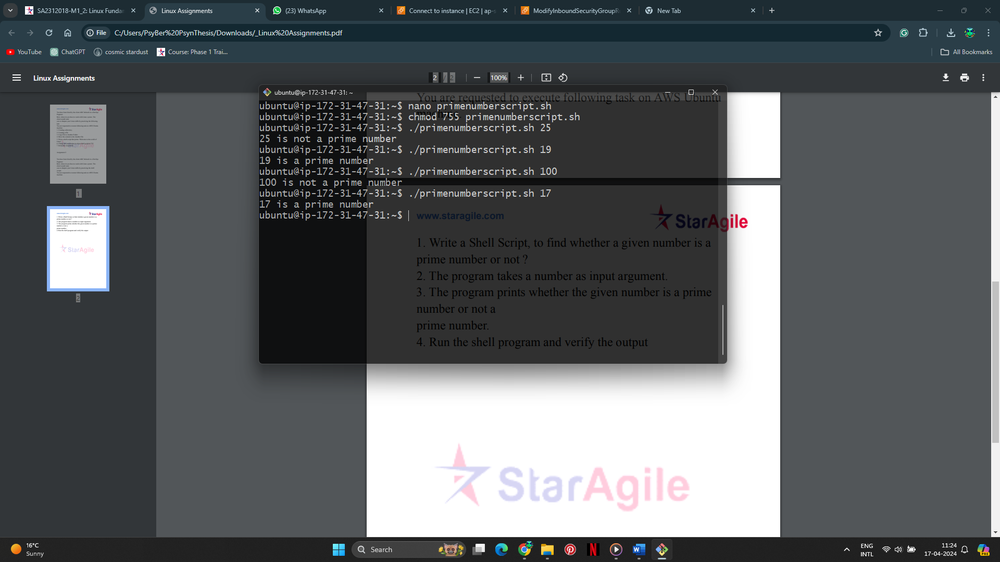 SA2312018-M1_2: Linux Fundar
Linux Assignments
(23) WhatsApp
Connect to instance | EC2 | ap-s
ModifyInboundSecurityGroupR
New Tab
File
C:/Users/PsyBer%20PsynThesis/Downloads/_Linux%20Assignments.pdf
YouTube
ChatGPT
cosmic stardust
Course: Phase 1 Trai...
All Bookmarks
Linux Assignments
2 / 2
100%
ubuntu@ip-172-31-47-31: ~
You are requested to execute following task on AWS Ubuntu
ubuntu@ip-172-31-47-31:~$ nano primenumberscript.sh
ubuntu@ip-172-31-47-31:~$ chmod 755 primenumberscript.sh
ubuntu@ip-172-31-47-31:~$ ./primenumberscript.sh 25
25 is not a prime number
ubuntu@ip-172-31-47-31:~$ ./primenumberscript.sh 19
19 is a prime number
ubuntu@ip-172-31-47-31:~$ ./primenumberscript.sh 100
100 is not a prime number
ubuntu@ip-172-31-47-31:~$ ./primenumberscript.sh 17
17 is a prime number
ubuntu@ip-172-31-47-31:~$
www.staragile.com
StarAgile
1. Write a Shell Script, to find whether a given number is a
prime number or not ?
2. The program takes a number as input argument.
3. The program prints whether the given number is a prime
number or not a
prime number.
4. Run the shell program and verify the output
StarAgile
1
2
16°C
Sunny
Search
ENG
INTL
11:24
17-04-2024